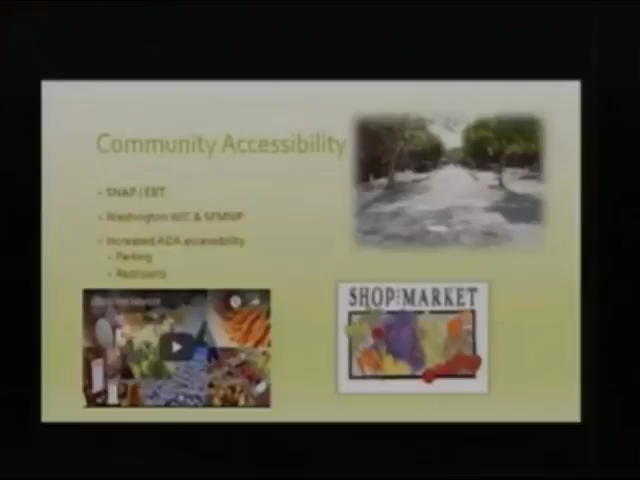 Community Accessibility
SNAP / EBT
Washington WIC & SFMNP
Increased ADA accessibility
Parking
Restrooms
SHOP THE MARKET